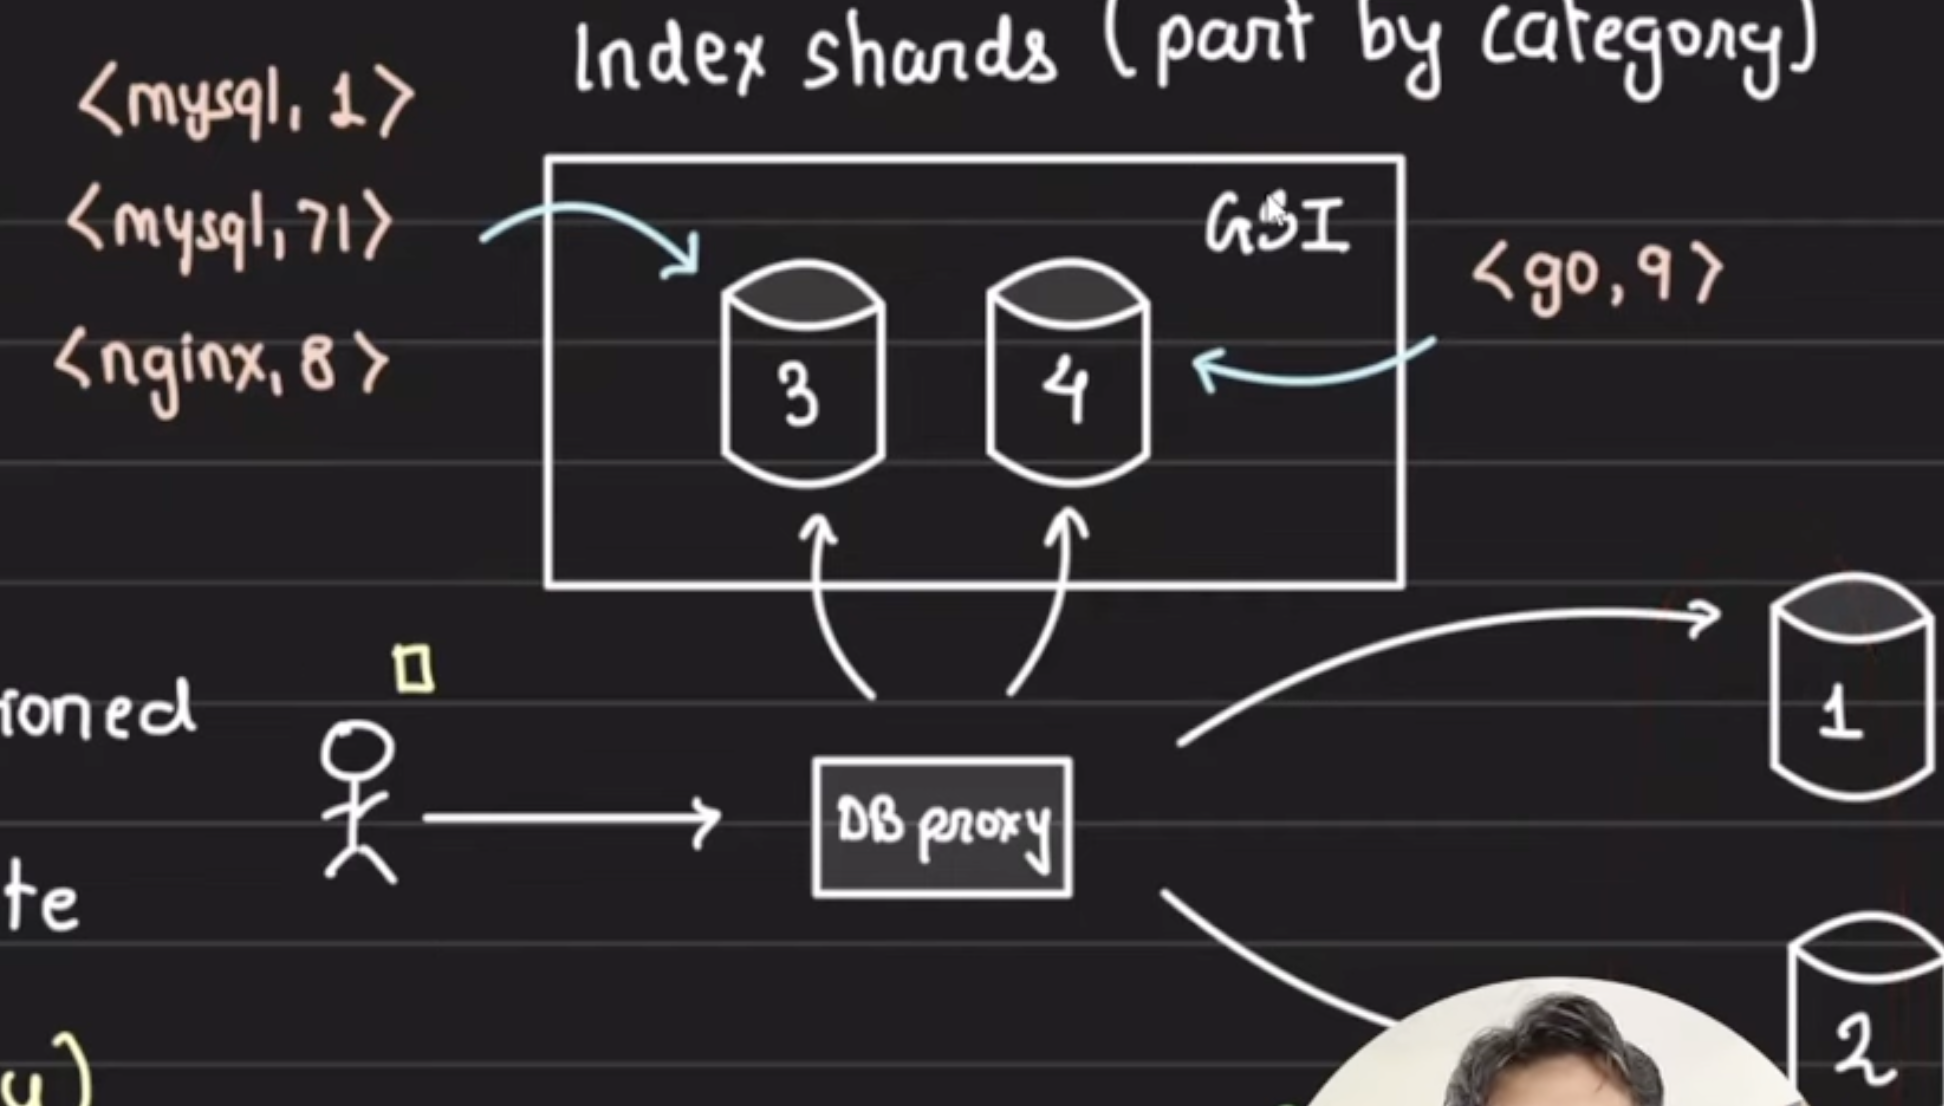 Index shards (part by category)
<mysql, 1>
<mysql, 71>
<nginx, 8>
GSI
<go, 9>
3
4
1
DB proxy
te
2